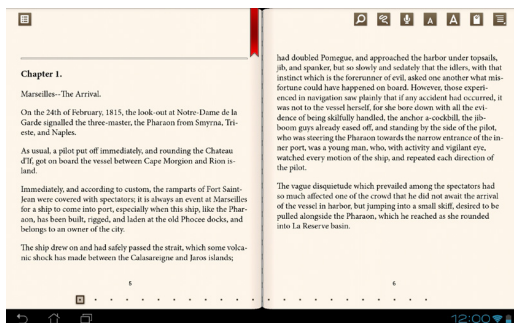 A
A
Chapter 1.
Marseilles--The Arrival.
On the 24th of February, 1815, the look-out at Notre-Dame de la
Garde signalled the three-master, the Pharaon from Smyrna, Tri-
este, and Naples.
As usual, a pilot put off immediately, and rounding the Chateau
d'If, got on board the vessel between Cape Morgion and Rion is-
land.
Immediately, and according to custom, the ramparts of Fort Saint-
Jean were covered with spectators; it is always an event at Marseilles
for a ship to come into port, especially when this ship, like the Phar-
aon, has been built, rigged, and laden at the old Phocee docks, and
belongs to an owner of the city.
The ship drew on and had safely passed the strait, which some volca-
nic shock has made between the Calasareigne and Jaros islands;
5
had doubled Pomegue, and approached the harbor under topsails,
jib, and spanker, but so slowly and sedately that the idlers, with that
instinct which is the forerunner of evil, asked one another what mis-
fortune could have happened on board. However, those experi-
enced in navigation saw plainly that if any accident had occurred, it
was not to the vessel herself, for she bore down with all the evi-
dence of being skilfully handled, the anchor a-cockbill, the jib-
boom guys already eased off, and standing by the side of the pilot,
who was steering the Pharaon towards the narrow entrance of the in-
ner port, was a young man, who, with activity and vigilant eye,
watched every motion of the ship, and repeated each direction of
the pilot.
The vague disquietude which prevailed among the spectators had
so much affected one of the crowd that he did not await the arrival
of the vessel in harbor, but jumping into a small skiff, desired to be
pulled alongside the Pharaon, which he reached as she rounded
into La Reserve basin.
6
12:00